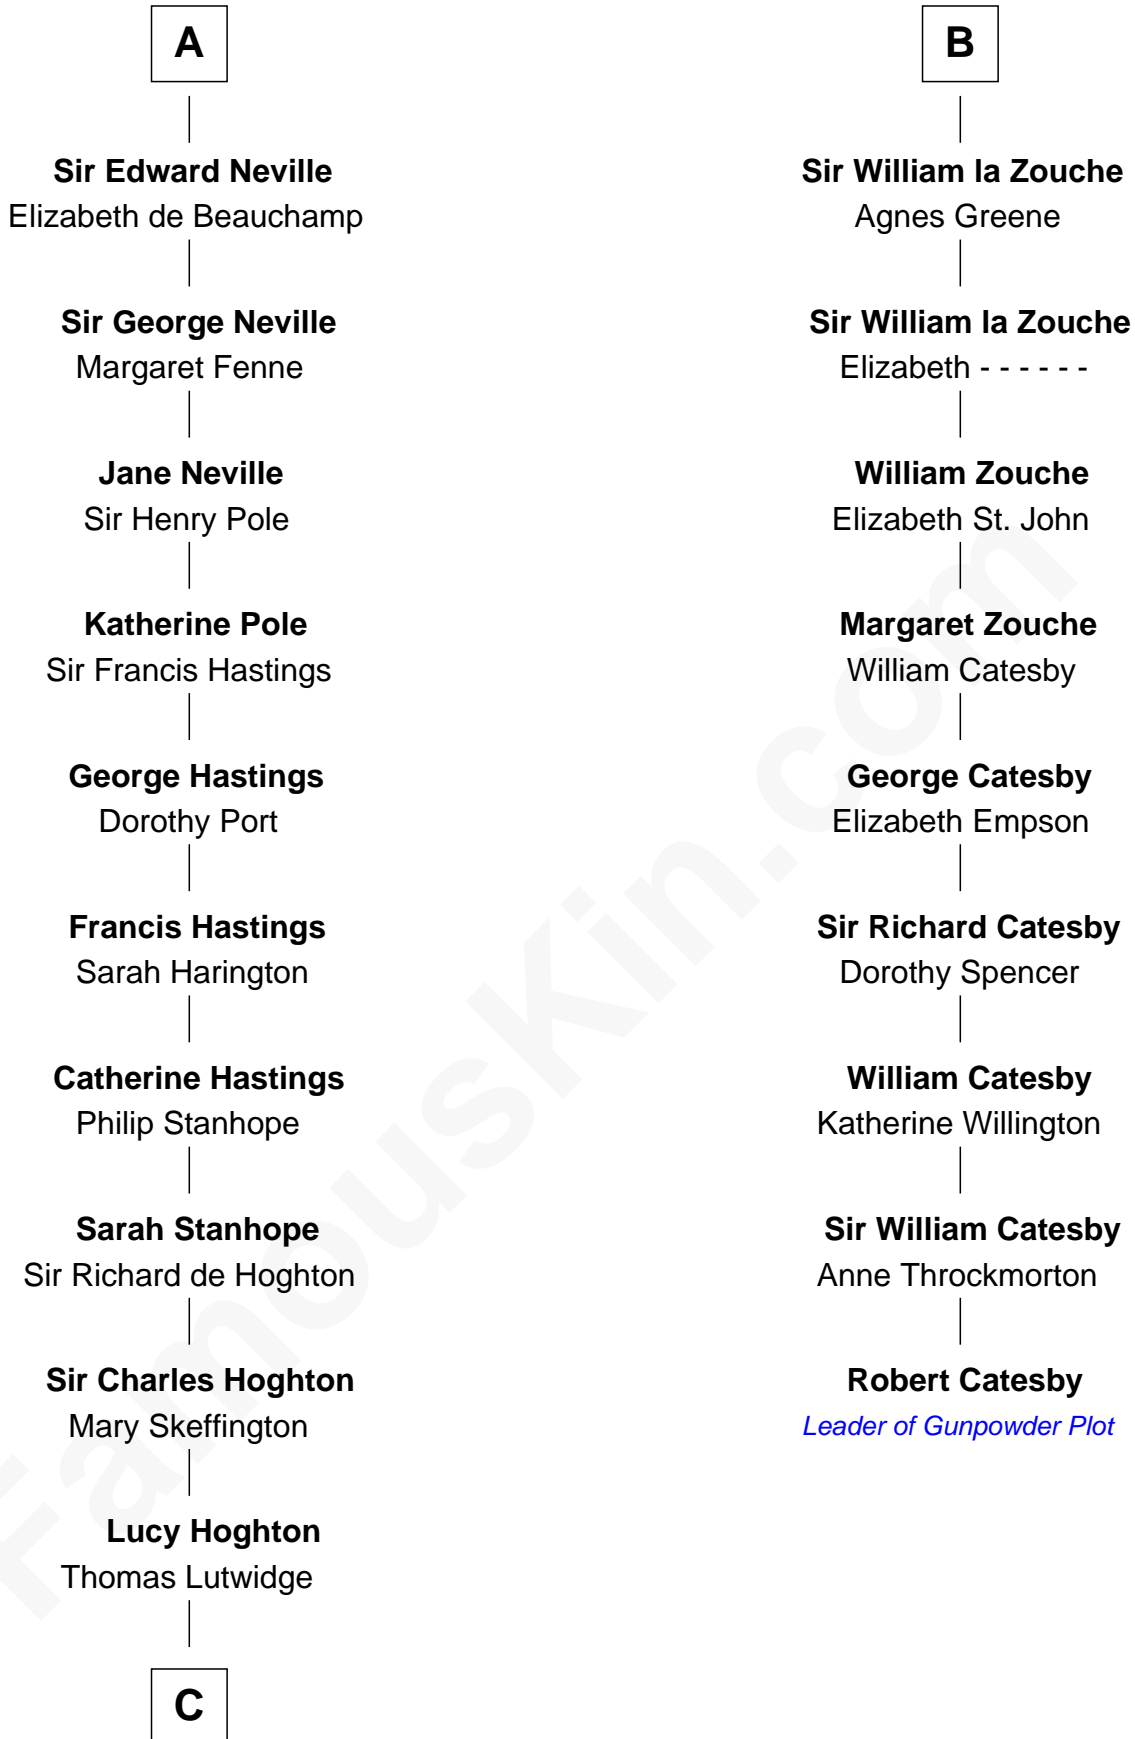 A
Sir Edward Neville
Elizabeth de Beauchamp
Sir George Neville
Margaret Fenne
Jane Neville
Sir Henry Pole
Katherine Pole
Sir Francis Hastings
George Hastings
Dorothy Port
Francis Hastings
Sarah Harington
Catherine Hastings
Philip Stanhope
Sarah Stanhope
Sir Richard de Hoghton
Sir Charles Hoghton
Mary Skeffington
Lucy Hoghton
Thomas Lutwidge
C
B
Sir William la Zouche
Agnes Greene
Sir William la Zouche
Elizabeth - - - - - -
William Zouche
Elizabeth St. John
Margaret Zouche
William Catesby
George Catesby
Elizabeth Empson
Sir Richard Catesby
Dorothy Spencer
William Catesby
Katherine Willington
Sir William Catesby
Anne Throckmorton
Robert Catesby
Leader of Gunpowder Plot
FamousKin.com